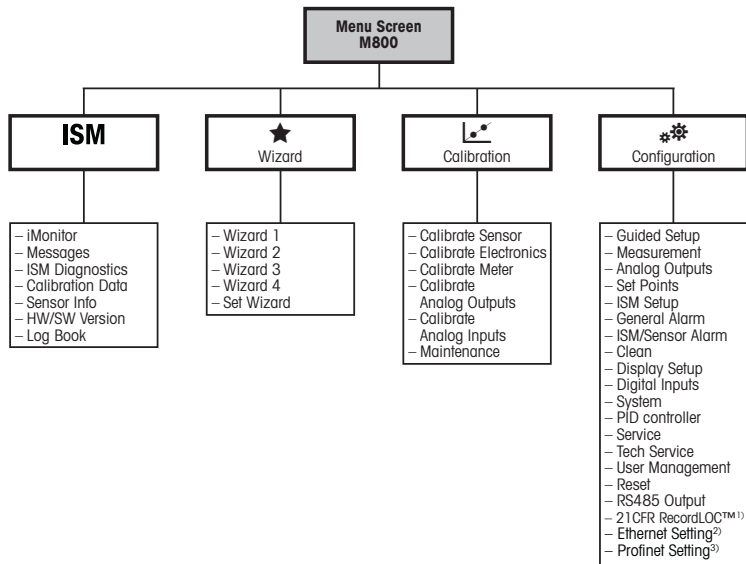 Menu Screen
M800
ISM
Wizard
Calibration
Configuration
– iMonitor
– Messages
– ISM Diagnostics
– Calibration Data
– Sensor Info
– HW/SW Version
– Log Book
– Wizard 1
– Wizard 2
– Wizard 3
– Wizard 4
– Set Wizard
– Calibrate Sensor
– Calibrate Electronics
– Calibrate Meter
– Calibrate
Analog Outputs
– Calibrate
Analog Inputs
– Maintenance
– Guided Setup
– Measurement
– Analog Outputs
– Set Points
– ISM Setup
– General Alarm
– ISM/Sensor Alarm
– Clean
– Display Setup
– Digital Inputs
– System
– PID controller
– Service
– Tech Service
– User Management
– Reset
– RS485 Output
– 21CFR RecordLOC™1)
– Ethernet Setting2)
– Profinet Setting3)